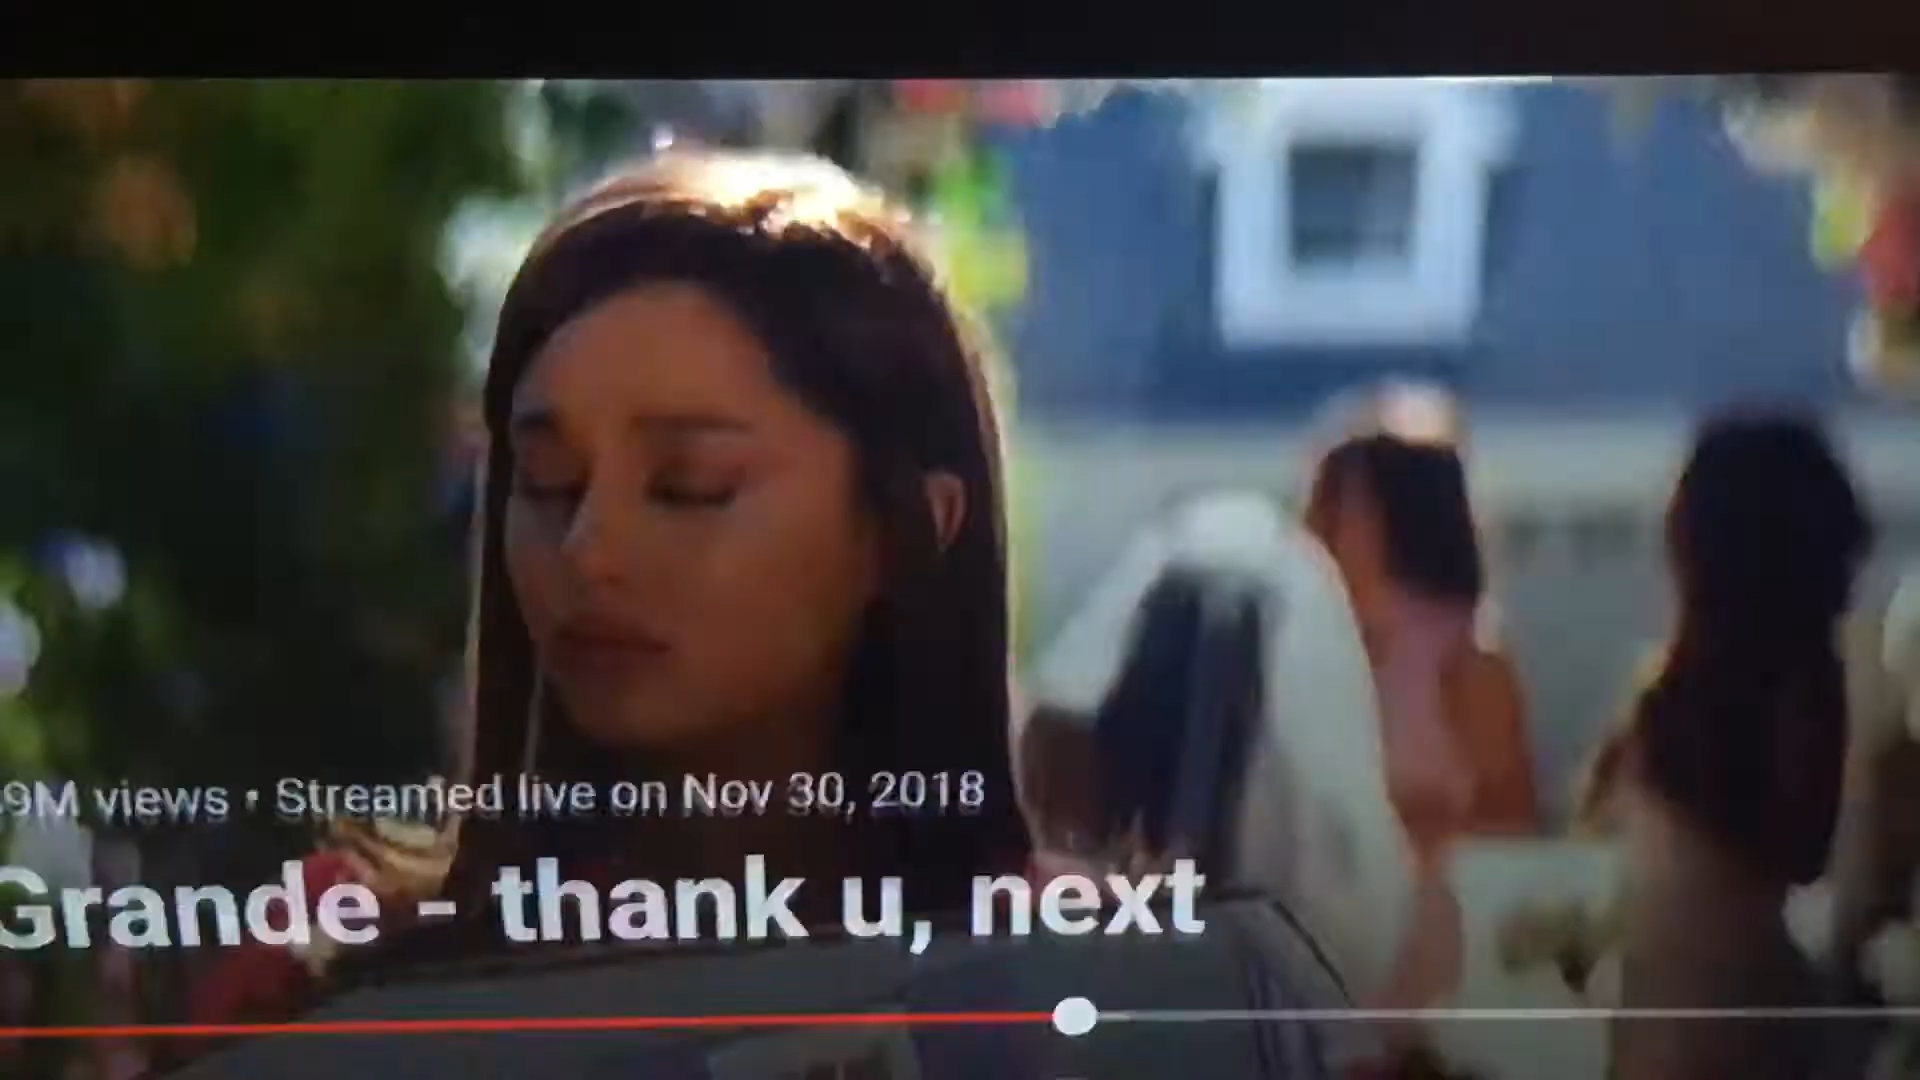 9M views • Streamed live on Nov 30, 2018
Grande - thank u, next